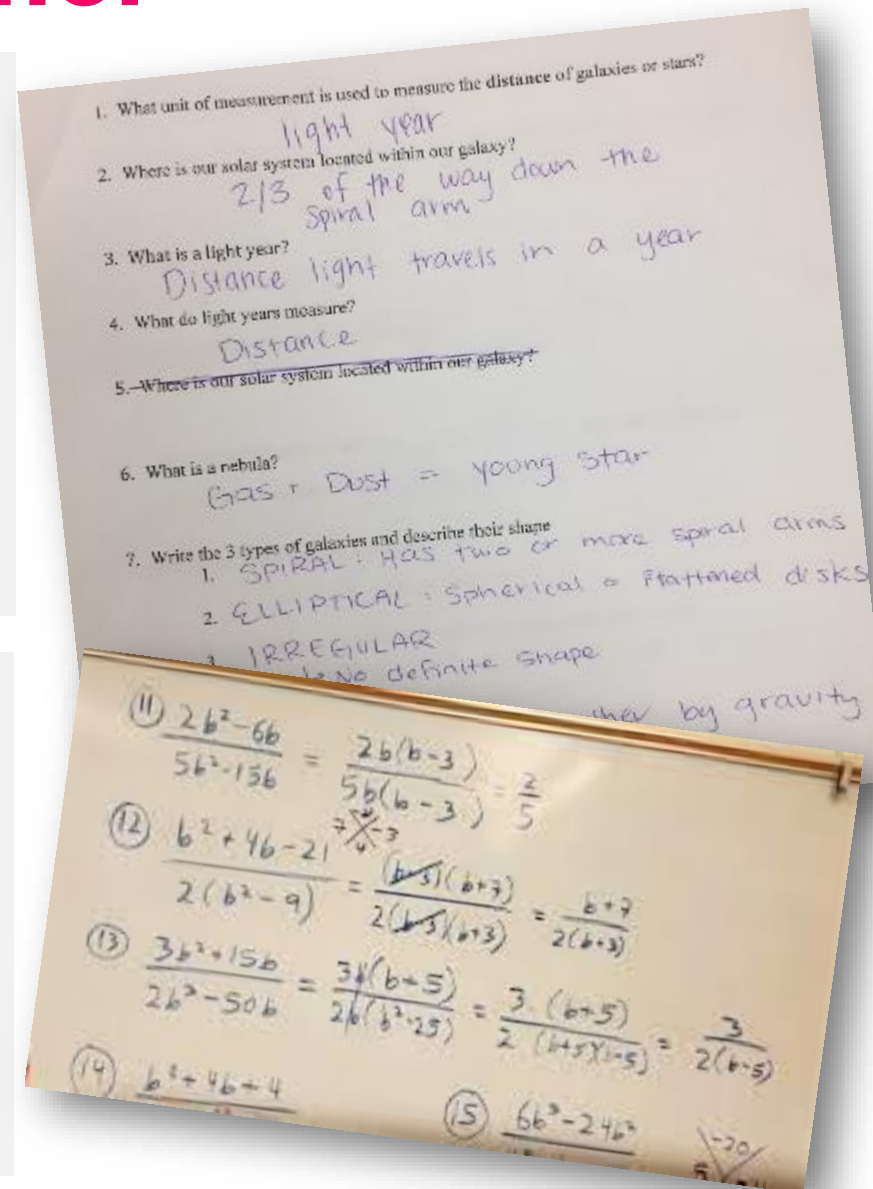 1. What unit of measurement is used to measure the distance of galaxies or stars?
light year
2. Where is our solar system located within our galaxy?
2/3 of the way down the
spiral arm
3. What is a light year?
Distance light travels in a year
4. What do light years measure?
Distance
5. Where is our solar system located within our galaxy?
6. What is a nebula?
Gas + Dust = young star
7. Write the 3 types of galaxies and describe their shape
1. SPIRAL: Has two or more spiral arms
2. ELLIPTICAL: Spherical o Flattened disks
3. IRREGULAR
No definite shape
by gravity
(11) 2b²-6b / 5b²-15b = 2b(b-3) / 5b(b-3) = 2/5
(12) b²+4b-21 / 2(b²-9) = (b-3)(b+7) / 2(b-3)(b+3) = b+7 / 2(b+3)
7 -3
4
(13) 3b²+15b / 2b³-50b = 3b(b+5) / 2b(b²-25) = 3 (b+5) / 2 (b+5)(b-5) = 3 / 2(b-5)
(14) b²+4b+4
(15) 6b³-24b²
-20